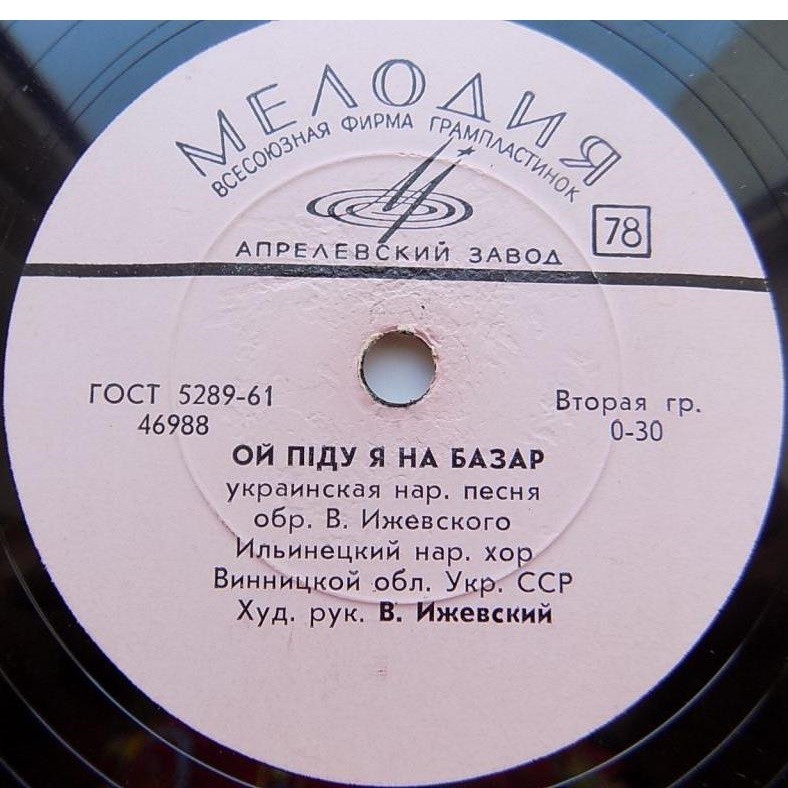 МЕЛОДИЯ
ВСЕСОЮЗНАЯ ФИРМА ГРАМПЛАСТИНОК
АПРЕЛЕВСКИЙ ЗАВОД
78
ГОСТ 5289-61
46988
Вторая гр.
0-30
ОЙ ПІДУ Я НА БАЗАР
украинская нар. песня
обр. В. Ижевского
Ильинецкий нар. хор
Винницкой обл. Укр. ССР
Худ. рук. В. Ижевский